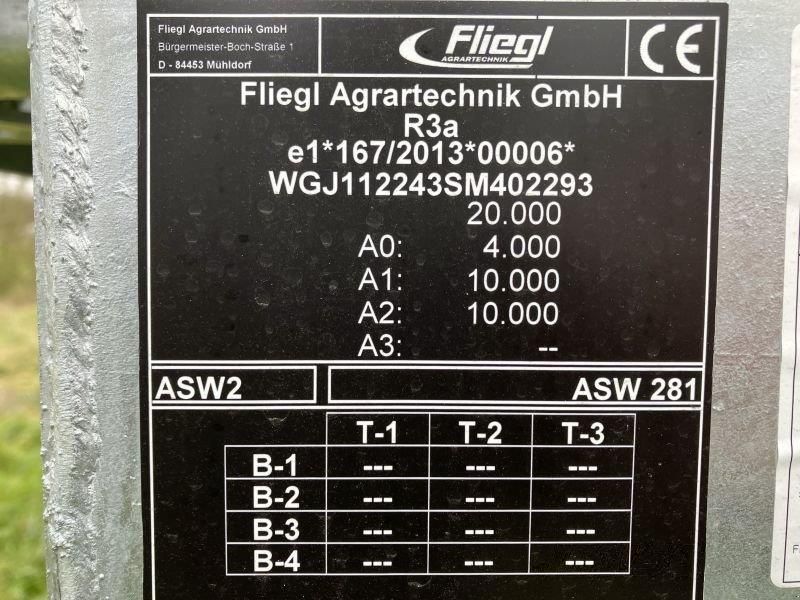 Fliegl Agrartechnik GmbH
Bürgermeister-Boch-Straße 1
D - 84453 Mühldorf
Fliegl
AGRARTECHNIK
CE
Fliegl Agrartechnik GmbH
R3a
e1*167/2013*00006*
WGJ112243SM402293
20.000
A0: 4.000
A1: 10.000
A2: 10.000
A3: --
ASW2 ASW 281
T-1 T-2 T-3
B-1 --- --- ---
B-2 --- --- ---
B-3 --- --- ---
B-4 --- --- ---